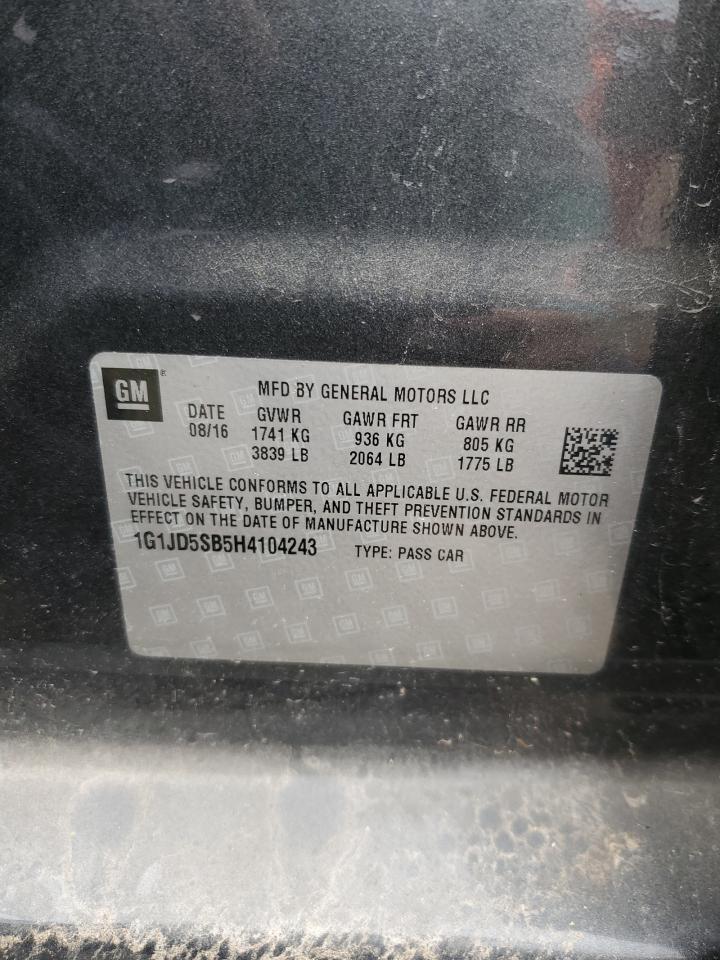 GM
MFD BY GENERAL MOTORS LLC
DATE GVWR GAWR FRT GAWR RR
08/16 1741 KG 936 KG 805 KG
3839 LB 2064 LB 1775 LB
THIS VEHICLE CONFORMS TO ALL APPLICABLE U.S. FEDERAL MOTOR
VEHICLE SAFETY, BUMPER, AND THEFT PREVENTION STANDARDS IN
EFFECT ON THE DATE OF MANUFACTURE SHOWN ABOVE.
1G1JD5SB5H4104243 TYPE: PASS CAR